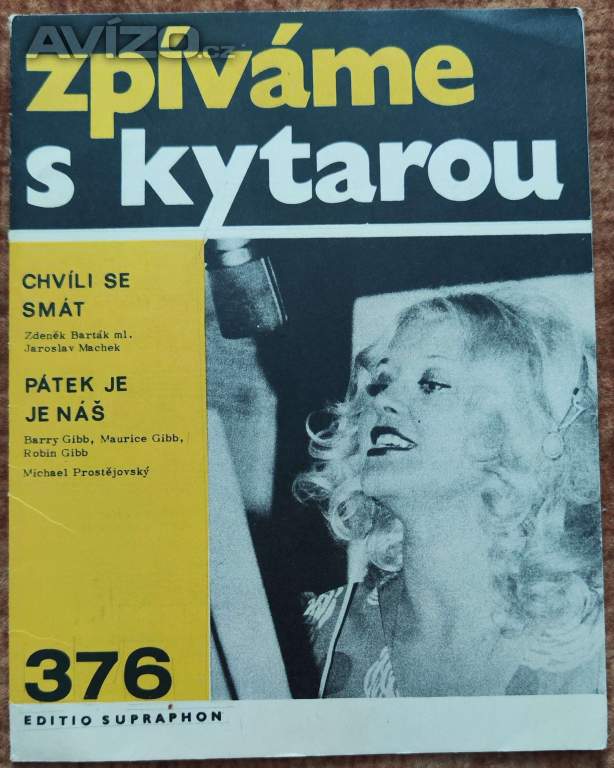 AVÍZO.cz
zpíváme
s kytarou
CHVÍLI SE
SMÁT
Zdeněk Barták ml.
Jaroslav Machek
PÁTEK JE
JE NÁŠ
Barry Gibb, Maurice Gibb,
Robin Gibb
Michael Prostějovský
376
EDITIO SUPRAPHON